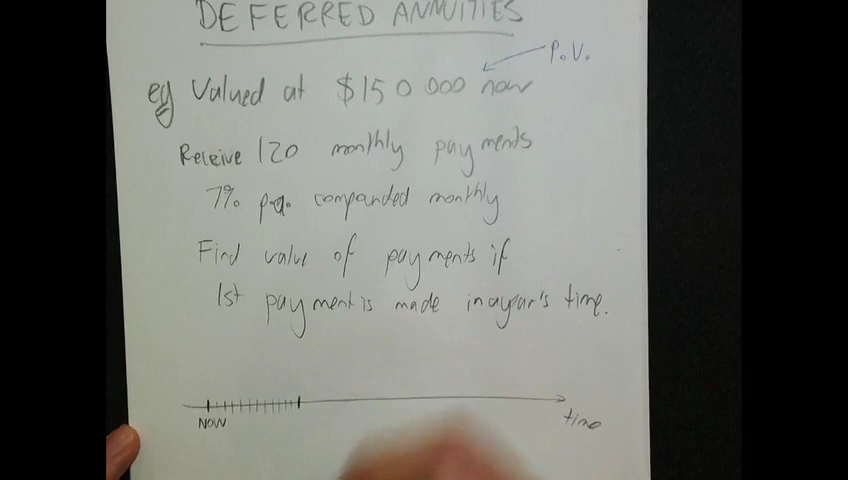 DEFERRED ANNUITIES
P.V.
eg Valued at $150 000 now
Receive 120 monthly payments
7% p.a. compounded monthly
Find value of payments if
1st payment is made in a year's time.
NOW
time